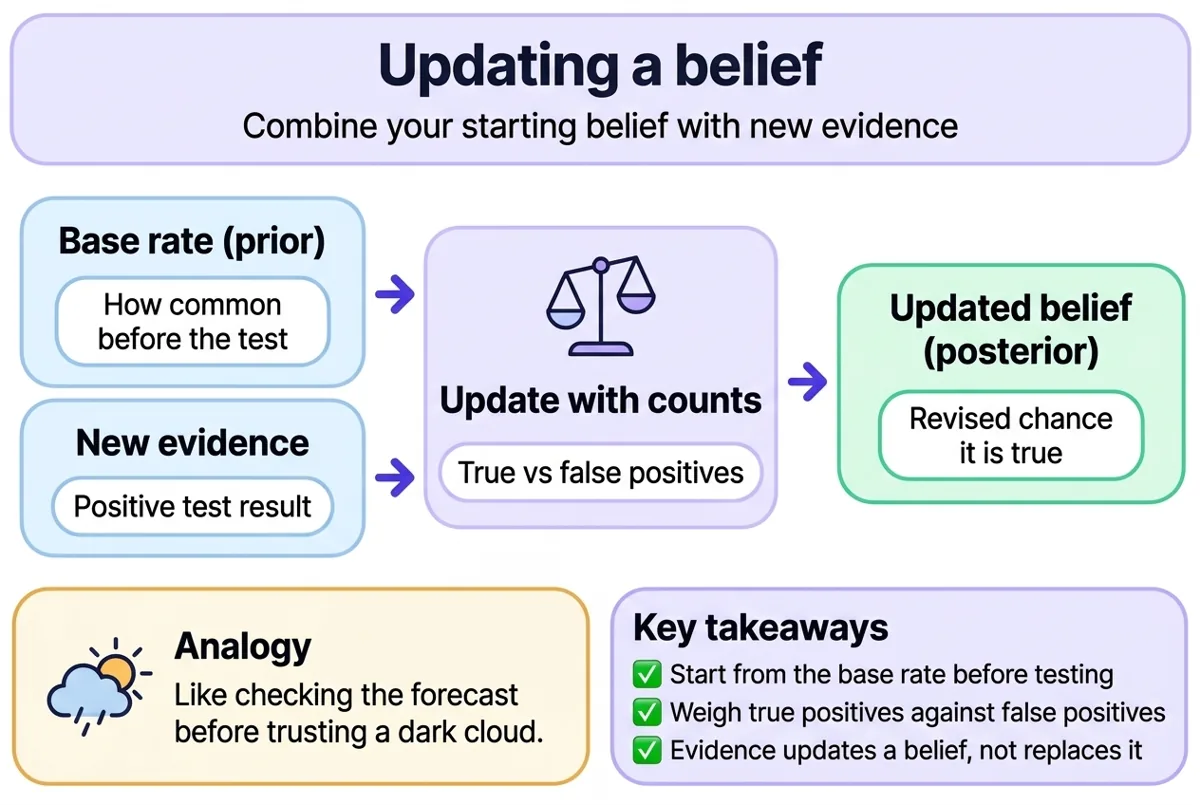 Updating a belief
Combine your starting belief with new evidence
Base rate (prior)
How common
before the test
New evidence
Positive test result
Update with counts
True vs false positives
Updated belief
(posterior)
Revised chance
it is true
Analogy
Like checking the forecast
before trusting a dark cloud.
Key takeaways
✅ Start from the base rate before testing
✅ Weigh true positives against false positives
✅ Evidence updates a belief, not replaces it